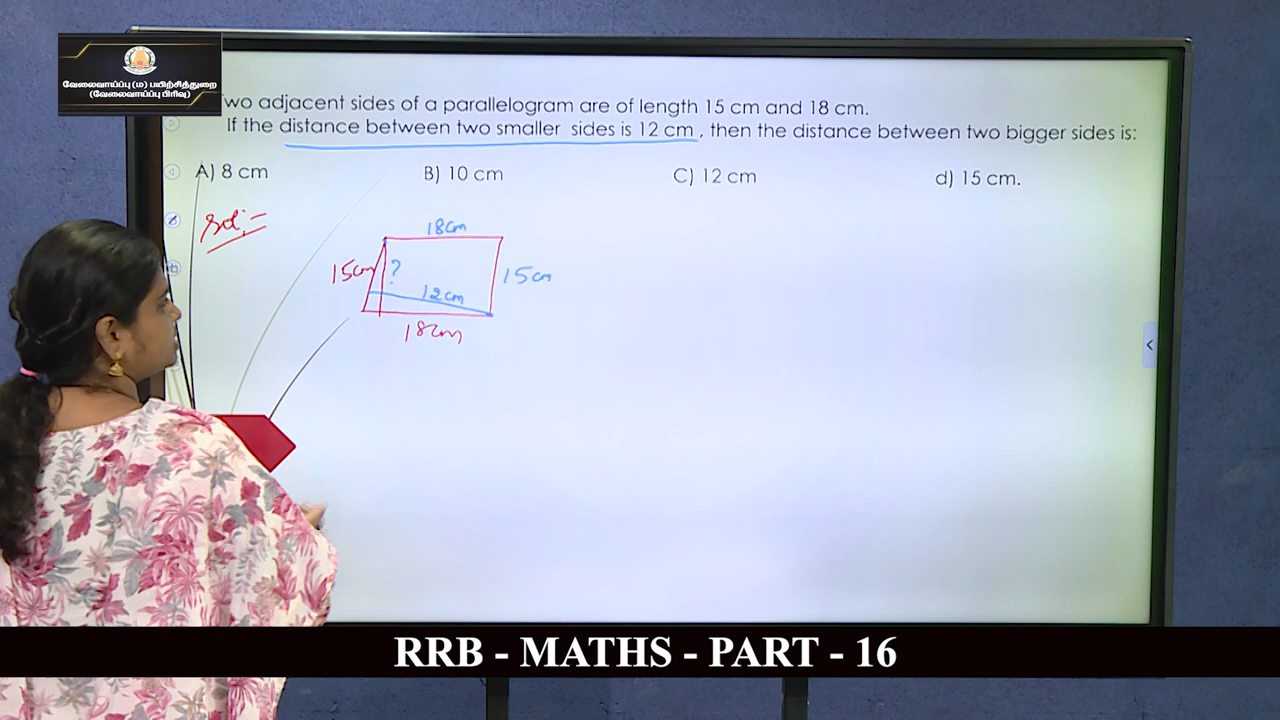 வேலைவாய்ப்பு (ம) பயிற்சித்துறை
(வேலைவாய்ப்பு பிரிவு)
wo adjacent sides of a parallelogram are of length 15 cm and 18 cm.
If the distance between two smaller sides is 12 cm , then the distance between two bigger sides is:
A) 8 cm B) 10 cm C) 12 cm d) 15 cm.
Sol:-
18cm
15cm ? 15cm
12cm
18cm
<
RRB - MATHS - PART - 16